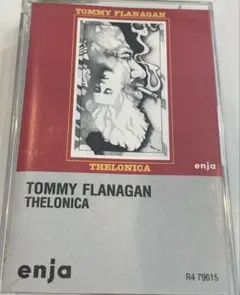 TOMMY FLANAGAN
THELONICA
enja
TOMMY FLANAGAN
THELONICA
enja
R4 79615